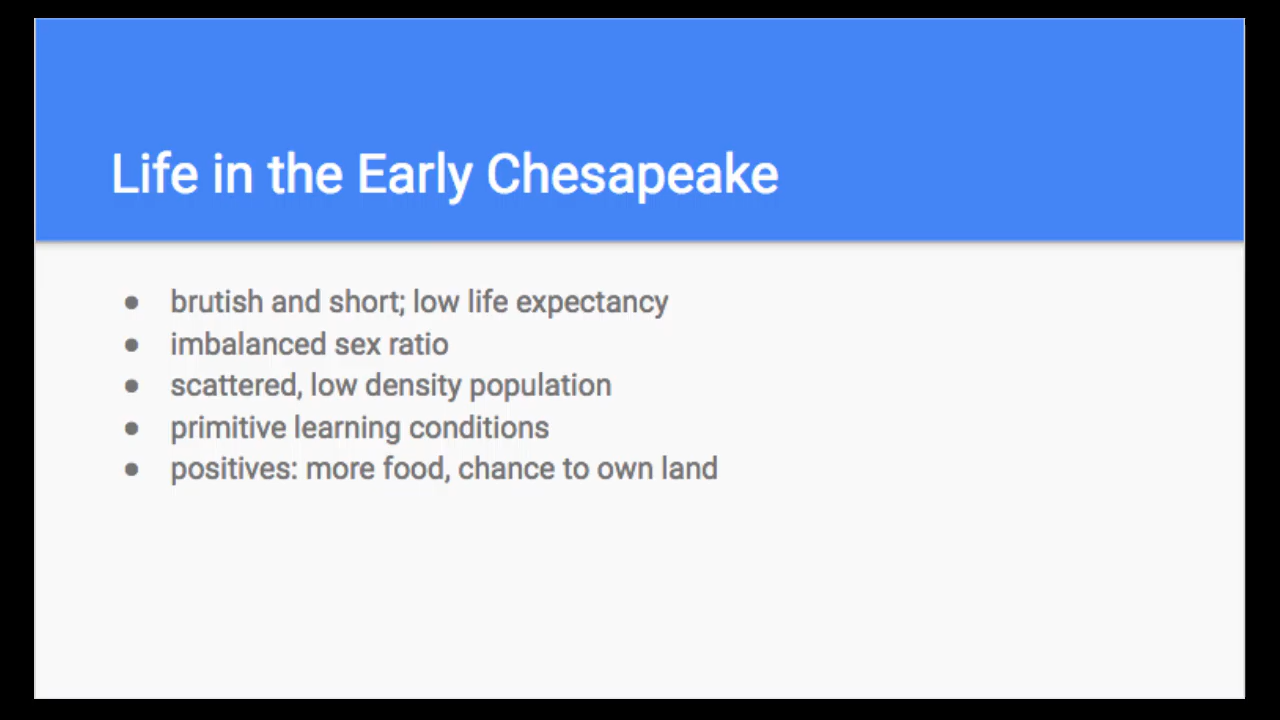 Life in the Early Chesapeake
● brutish and short; low life expectancy
● imbalanced sex ratio
● scattered, low density population
● primitive learning conditions
● positives: more food, chance to own land